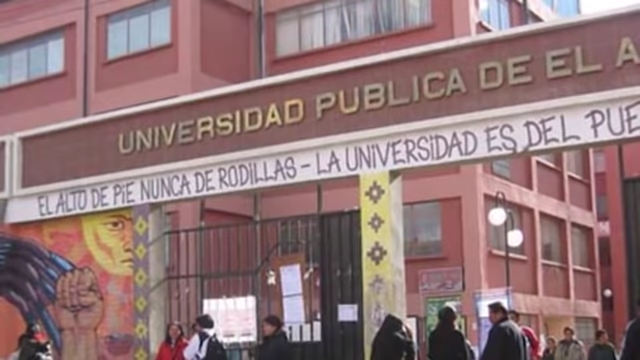 UNIVERSIDAD PUBLICA DE EL A
EL ALTO DE PIE NUNCA DE RODILLAS - LA UNIVERSIDAD ES DEL PUE